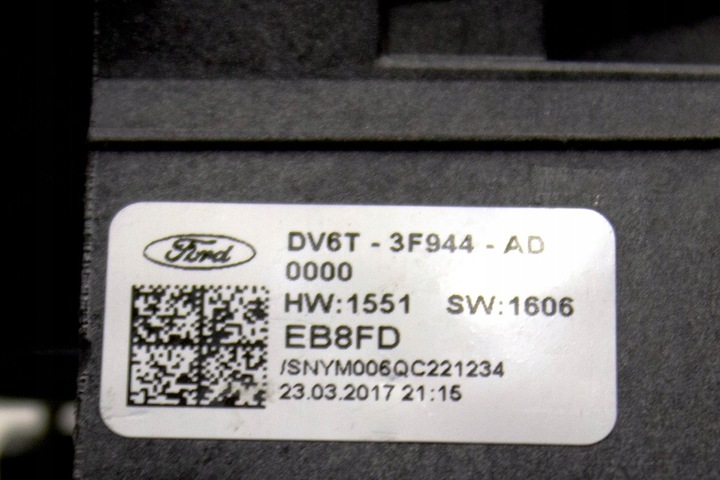 Ford
DV6T - 3F944 - AD
0000
HW:1551 SW:1606
EB8FD
/SNYM006QC221234
23.03.2017 21:15